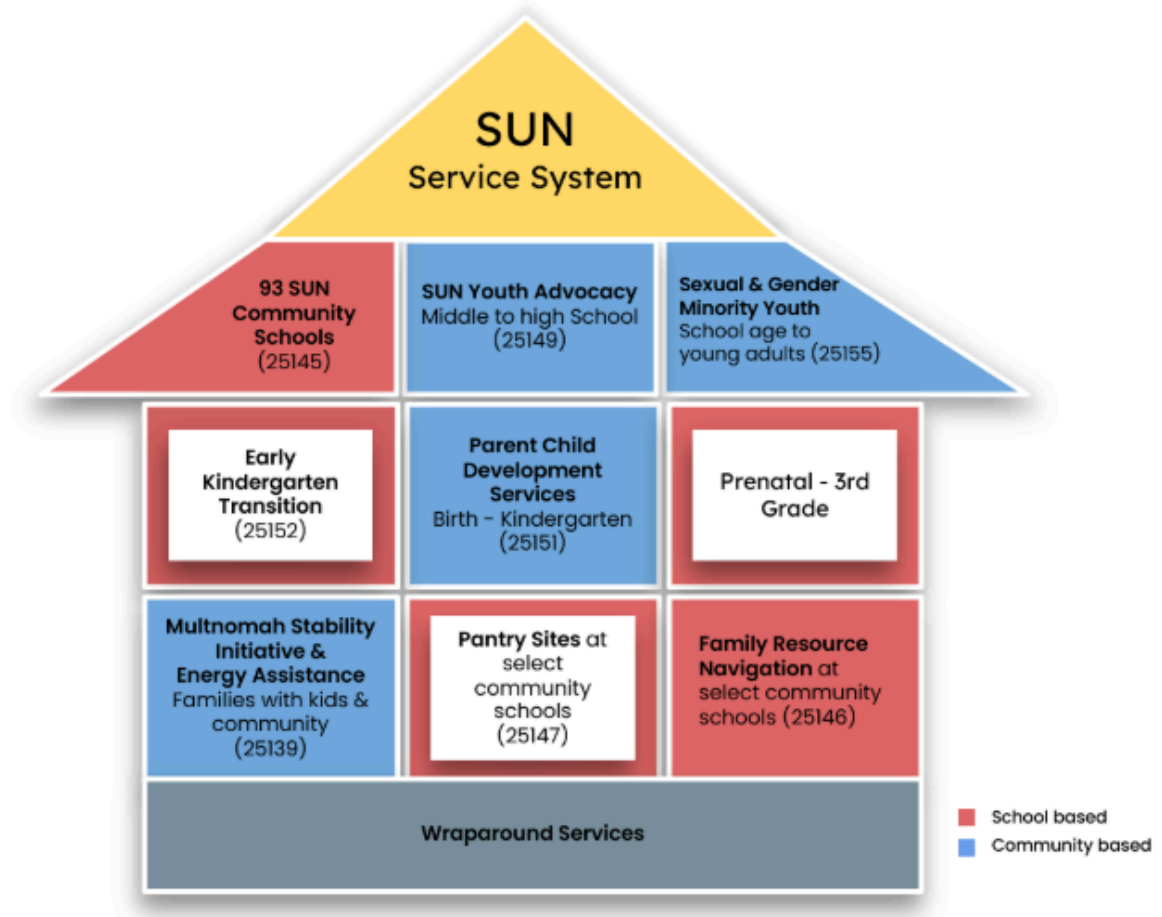 SUN
Service System
93 SUN
Community
Schools
(25145)
SUN Youth Advocacy
Middle to high School
(25149)
Sexual & Gender
Minority Youth
School age to
young adults (25155)
Early
Kindergarten
Transition
(25152)
Parent Child
Development
Services
Birth - Kindergarten
(25151)
Prenatal - 3rd
Grade
Multnomah Stability
Initiative &
Energy Assistance
Families with kids &
community
(25139)
Pantry Sites at
select
community
schools
(25147)
Family Resource
Navigation at
select community
schools (25146)
Wraparound Services
School based
Community based